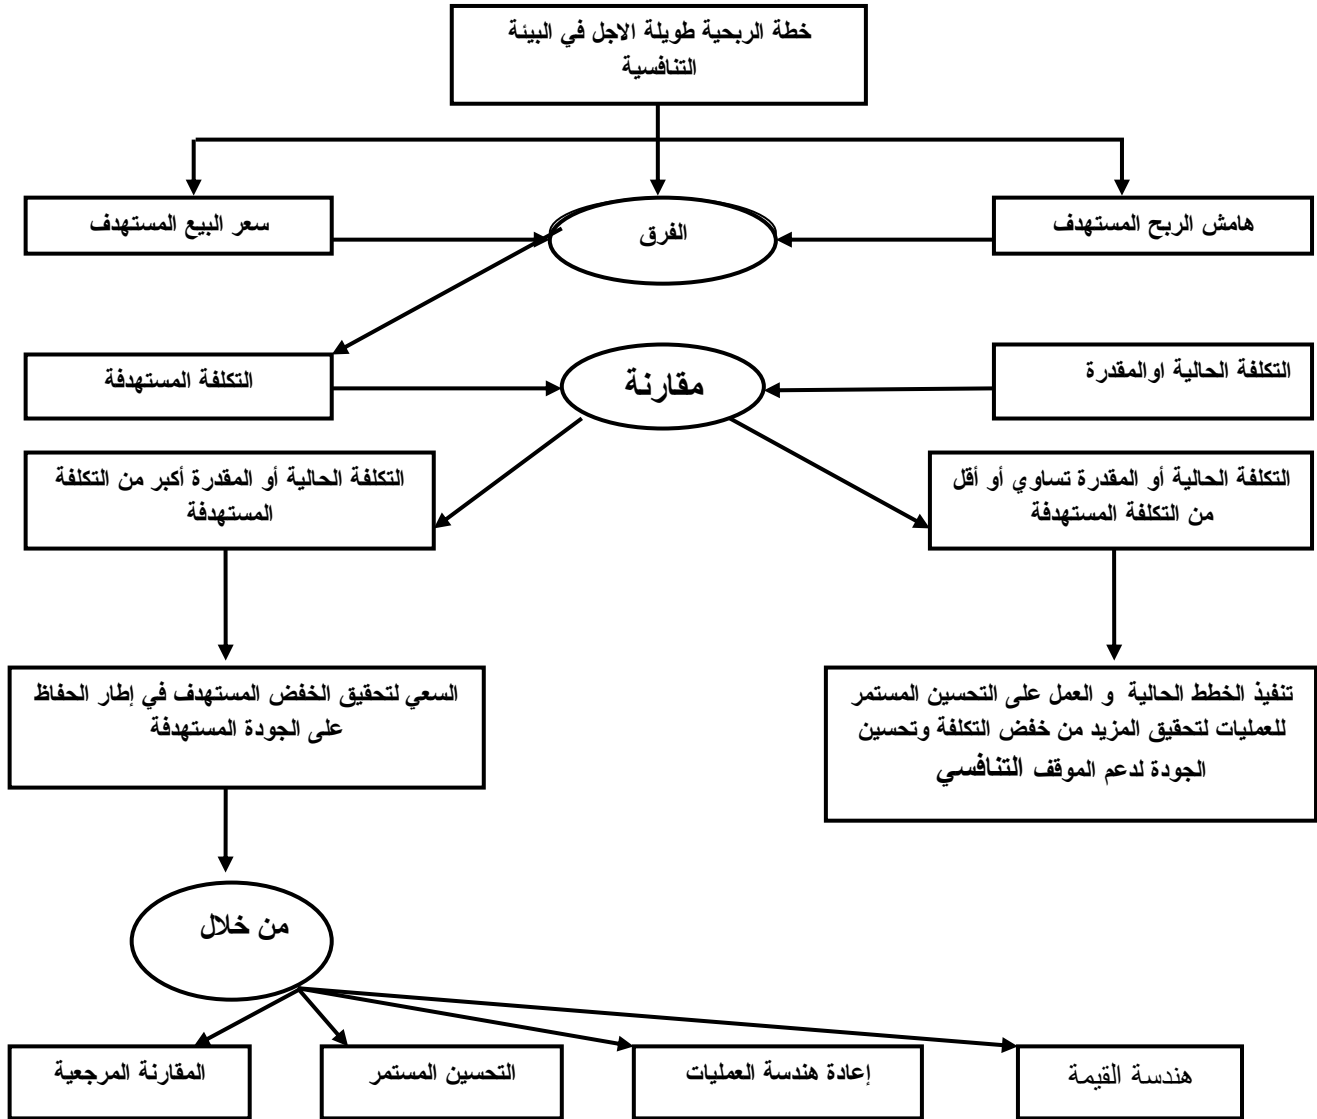 خطة الربحية طويلة الاجل في البيئة
التنافسية
هامش الربح المستهدف
الفرق
سعر البيع المستهدف
التكلفة الحالية اوالمقدرة
مقارنة
التكلفة المستهدفة
التكلفة الحالية أو المقدرة تساوي أو أقل
من التكلفة المستهدفة
التكلفة الحالية أو المقدرة أكبر من التكلفة
المستهدفة
تنفيذ الخطط الحالية و العمل على التحسين المستمر
للعمليات لتحقيق المزيد من خفض التكلفة وتحسين
الجودة لدعم الموقف التنافسي
السعي لتحقيق الخفض المستهدف في إطار الحفاظ
على الجودة المستهدفة
من خلال
هندسة القيمة
إعادة هندسة العمليات
التحسين المستمر
المقارنة المرجعية